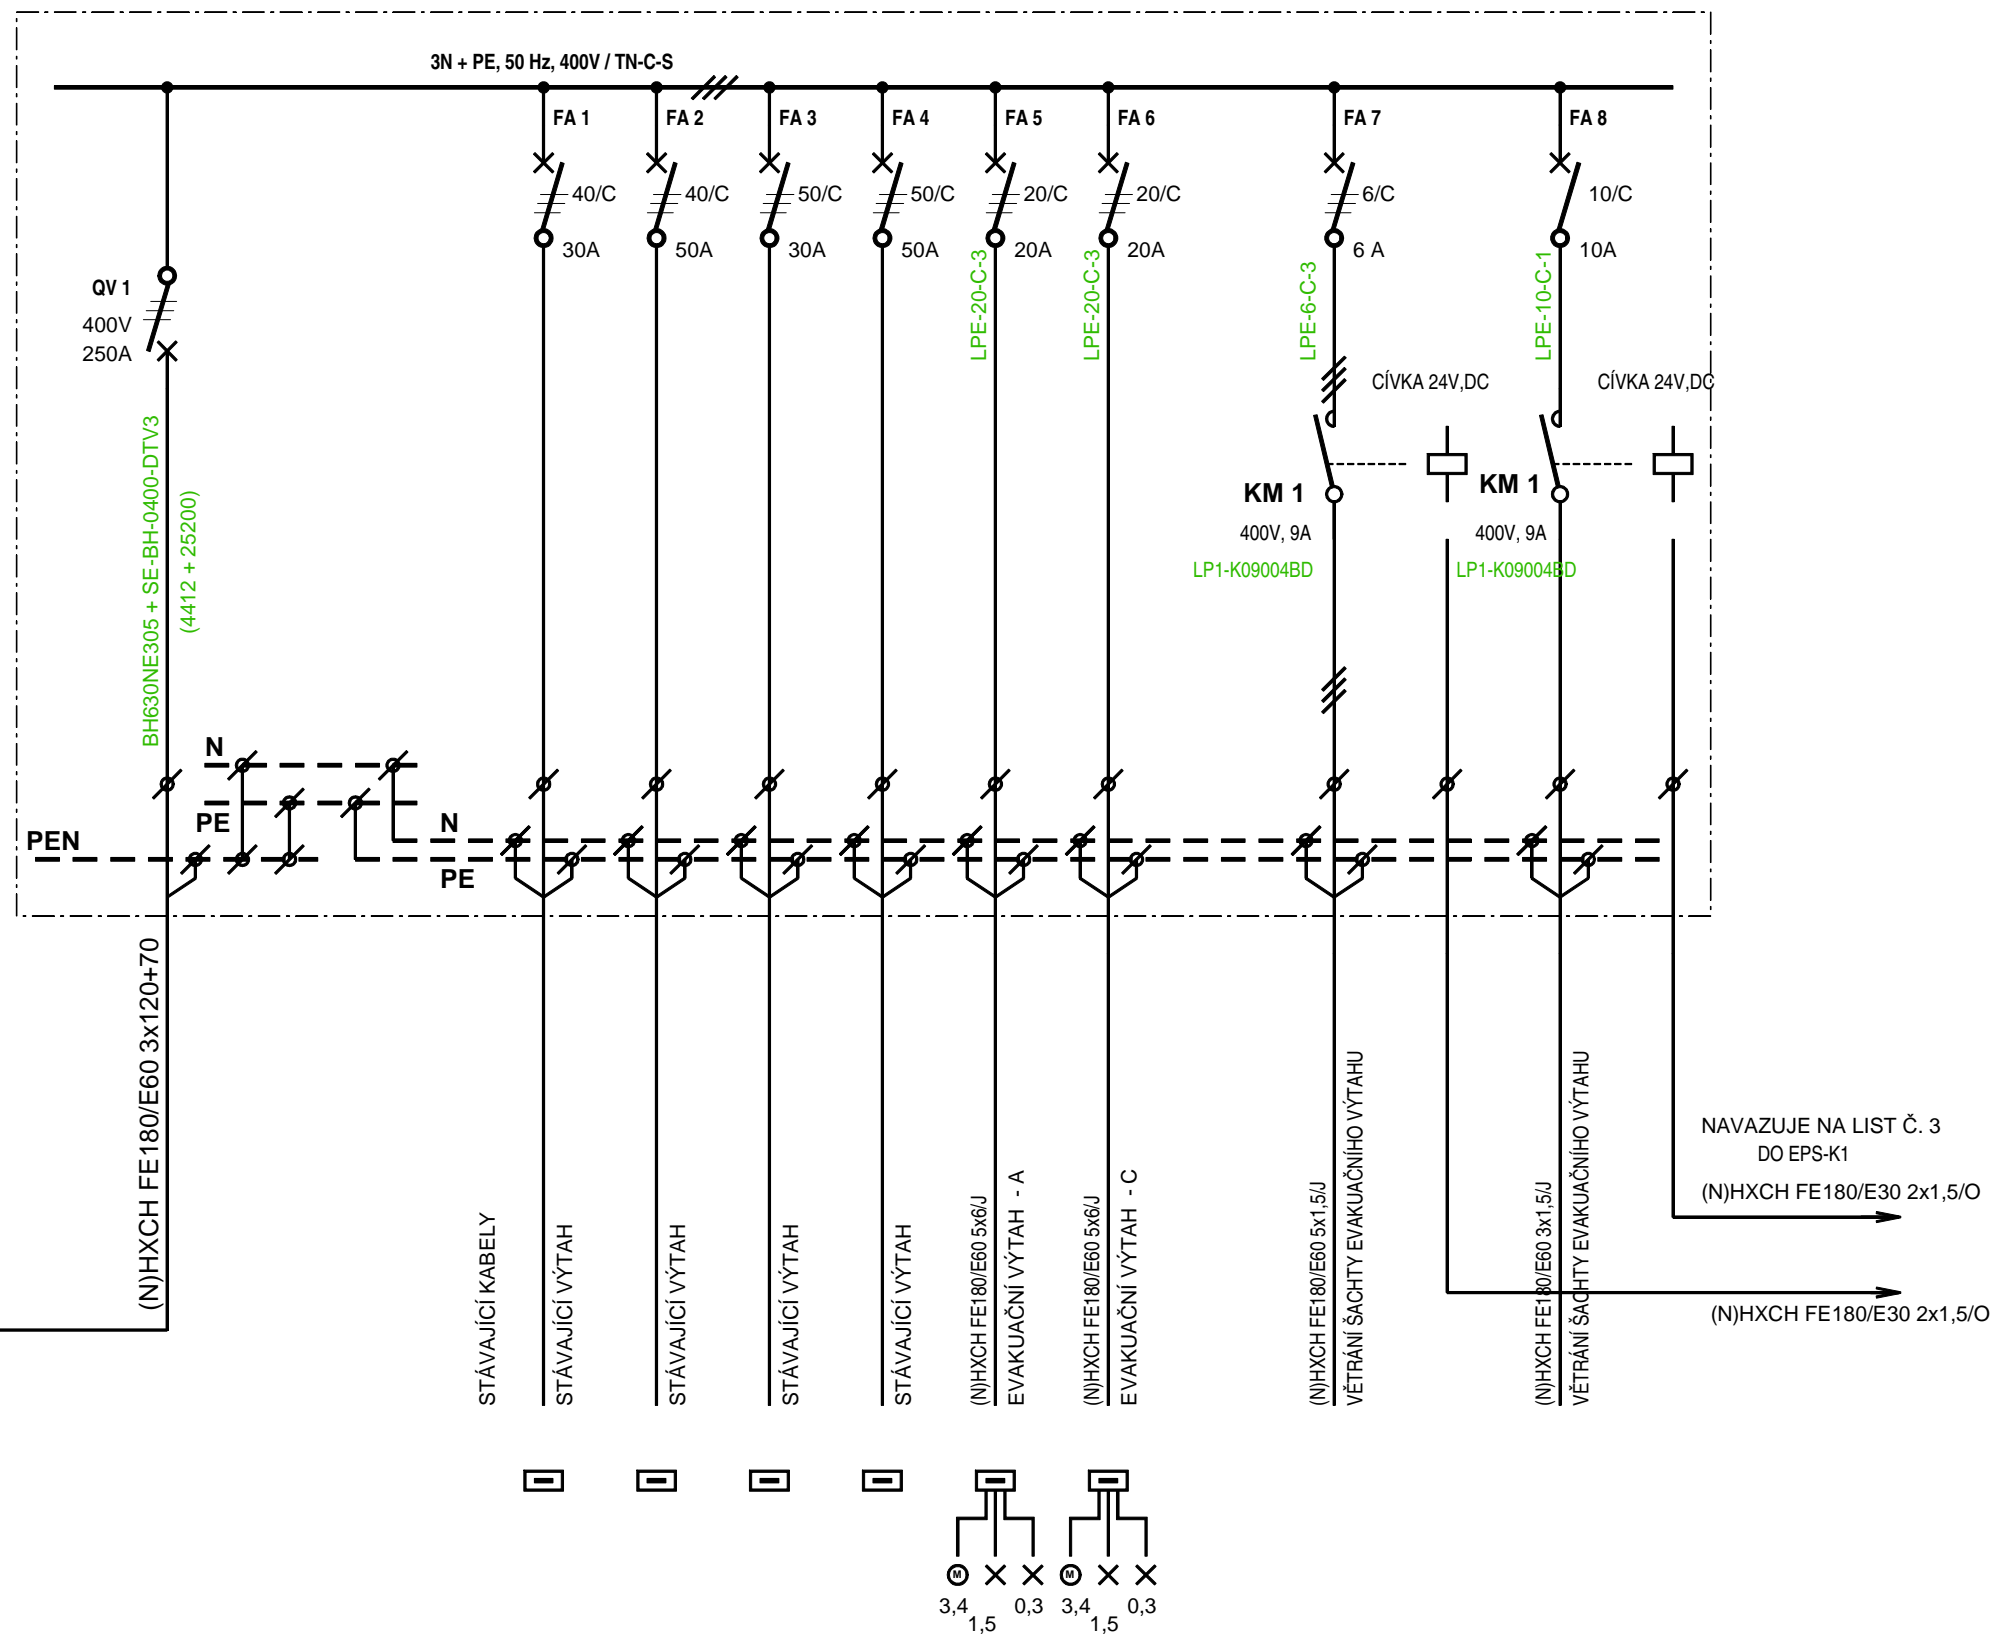 3N + PE, 50 Hz, 400V / TN-C-S
FA 1
FA 2
FA 3
FA 4
FA 5
FA 6
FA 7
FA 8
40/C
40/C
50/C
50/C
20/C
20/C
6/C
10/C
30A
50A
30A
50A
20A
20A
6 A
10A
QV 1
400V
250A
LPE-20-C-3
LPE-20-C-3
LPE-6-C-3
LPE-10-C-1
CÍVKA 24V,DC
CÍVKA 24V,DC
BH630NE305 + SE-BH-0400-DTV3
(4412 + 25200)
KM 1
400V, 9A
LP1-K09004BD
KM 1
400V, 9A
LP1-K09004BD
N
PE
PEN
N
PE
(N)HXCH FE180/E60 3x120+70
STÁVAJÍCÍ KABELY
STÁVAJÍCÍ VÝTAH
STÁVAJÍCÍ VÝTAH
STÁVAJÍCÍ VÝTAH
STÁVAJÍCÍ VÝTAH
(N)HXCH FE180/E60 5x6/J
EVAKUAČNÍ VÝTAH - A
(N)HXCH FE180/E60 5x6/J
EVAKUAČNÍ VÝTAH - C
(N)HXCH FE180/E60 5x1,5/J
VĚTRÁNÍ ŠACHTY EVAKUAČNÍHO VÝTAHU
(N)HXCH FE180/E60 3x1,5/J
VĚTRÁNÍ ŠACHTY EVAKUAČNÍHO VÝTAHU
NAVAZUJE NA LIST Č. 3
DO EPS-K1
(N)HXCH FE180/E30 2x1,5/O
(N)HXCH FE180/E30 2x1,5/O
M
M
3,4
1,5
0,3
3,4
1,5
0,3